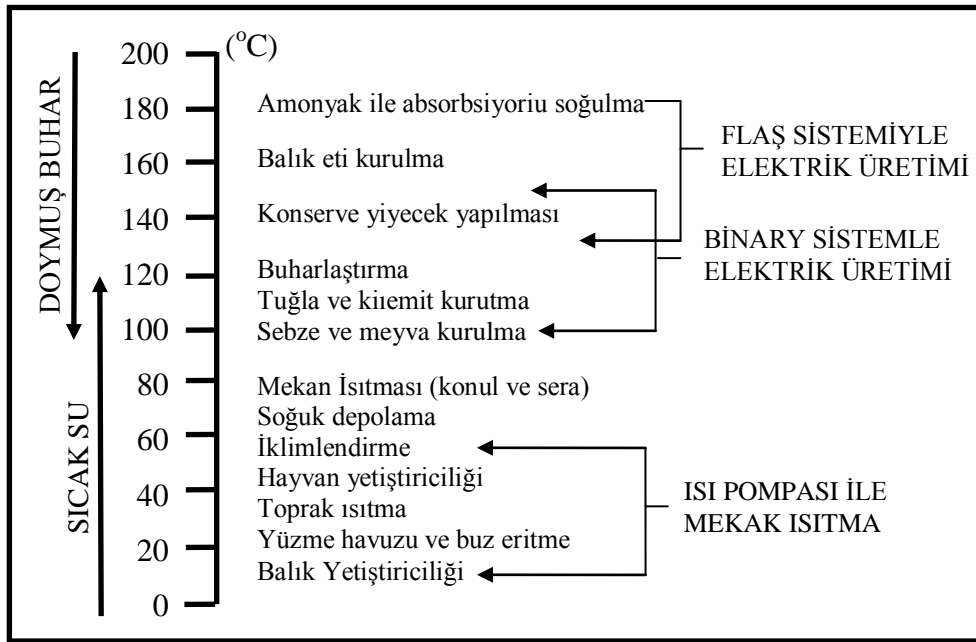 (°C)
200
180
160
140
120
100
80
60
40
20
0
DOYMUŞ BUHAR
SICAK SU
Amonyak ile absorbsiyoriu soğulma
Balık eti kurulma
Konserve yiyecek yapılması
Buharlaştırma
Tuğla ve kiıemit kurutma
Sebze ve meyva kurulma
Mekan İsıtması (konul ve sera)
Soğuk depolama
İklimlendirme
Hayvan yetiştiriciliği
Toprak ısıtma
Yüzme havuzu ve buz eritme
Balık Yetiştiriciliği
FLAŞ SİSTEMİYLE
ELEKTRİK ÜRETİMİ
BİNARY SİSTEMLE
ELEKTRİK ÜRETİMİ
ISI POMPASI İLE
MEKAK ISITMA